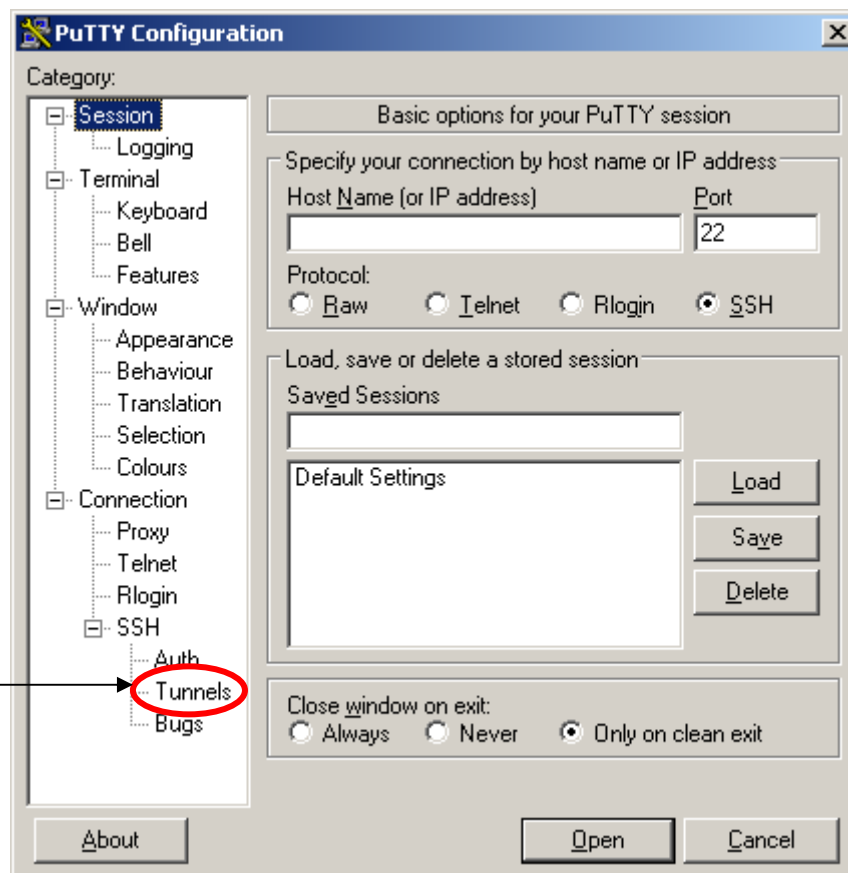 PuTTY Configuration
Category:
Session
Logging
Terminal
Keyboard
Bell
Features
Window
Appearance
Behaviour
Translation
Selection
Colours
Connection
Proxy
Telnet
Rlogin
SSH
Auth
Tunnels
Bugs
Basic options for your PuTTY session
Specify your connection by host name or IP address
Host Name (or IP address) Port
22
Protocol:
Raw Telnet Rlogin SSH
Load, save or delete a stored session
Saved Sessions
Default Settings
Load
Save
Delete
Close window on exit:
Always Never Only on clean exit
About Open Cancel